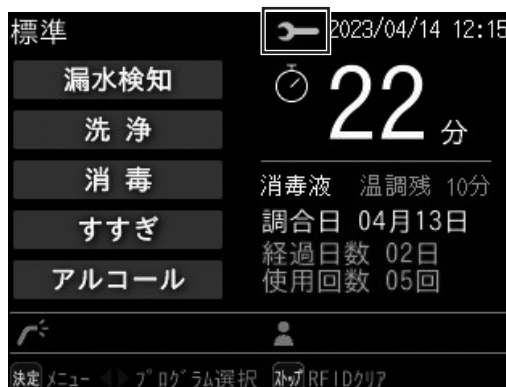 標準 2023/04/14 12:15
漏水検知
洗 浄
消 毒
すすぎ
アルコール
22分
消毒液 温調残 10分
調合日 04月13日
経過日数 02日
使用回数 05回
決定 メニュー ◀▶ プログラム選択 ストップ RFIDクリア